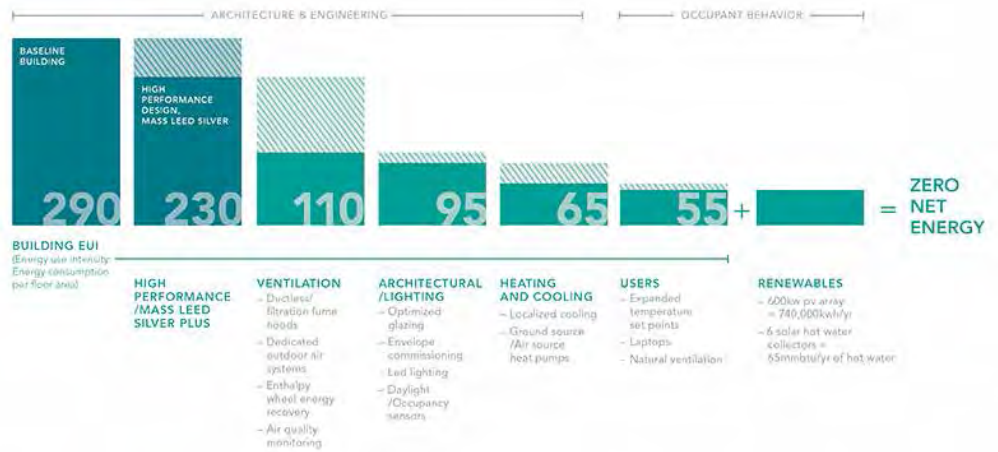 ARCHITECTURE & ENGINEERING
OCCUPANT BEHAVIOR
BASELINE
BUILDING
HIGH
PERFORMANCE
DESIGN,
MASS LEED SILVER
290
230
110
95
65
55
+
=
ZERO
NET
ENERGY
BUILDING EUI
(Energy use intensity
Energy consumption
per floor area)
HIGH
PERFORMANCE
/MASS LEED
SILVER PLUS
VENTILATION
– Ductless/
filtration fume
hoods
– Dedicated
outdoor air
systems
– Enthalpy
wheel energy
recovery
– Air quality
monitoring
ARCHITECTURAL
/LIGHTING
– Optimized
glazing
– Envelope
commissioning
– Led lighting
– Daylight
/Occupancy
sensors
HEATING
AND COOLING
– Localized cooling
– Ground source
/Air source
heat pumps
USERS
– Expanded
temperature
set points
– Laptops
– Natural ventilation
RENEWABLES
– 600kw pv array
= 740,000kwh/yr
– 6 solar hot water
collectors =
65mmbtu/yr of hot water